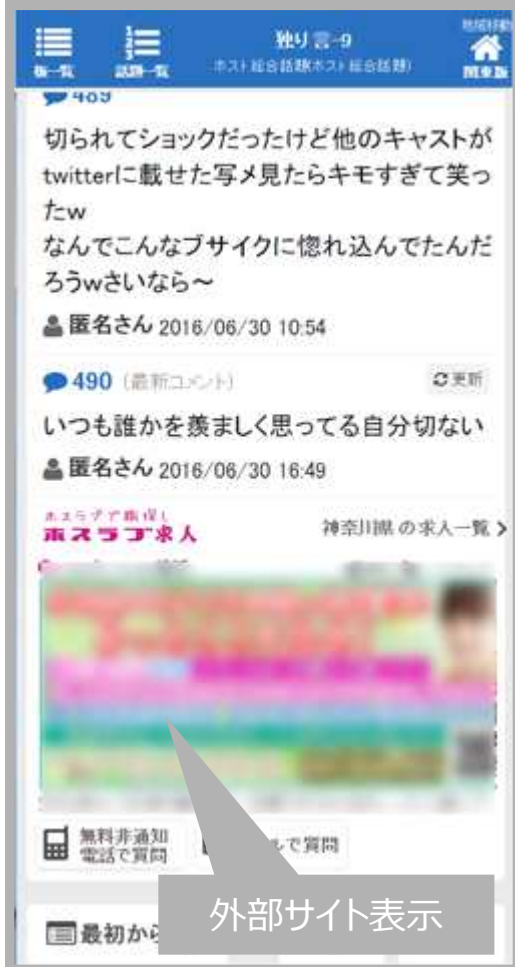 独り言-9
地域移動
板一覧
話題一覧
ホスト総合話題(ホスト総合話題)
関東版
489
切られてショックだったけど他のキャストが
twitterに載せた写メ見たらキモすぎて笑っ
たw
なんでこんなブサイクに惚れ込んでたんだ
ろうwさいなら～
匿名さん 2016/06/30 10:54
490 (最新コメント)
更新
いつも誰かを羨ましく思ってる自分切ない
匿名さん 2016/06/30 16:49
ホスラブで職探し
ホスラブ求人
神奈川県 の求人一覧
無料非通知
電話で質問
ルで質問
外部サイト表示
最初から